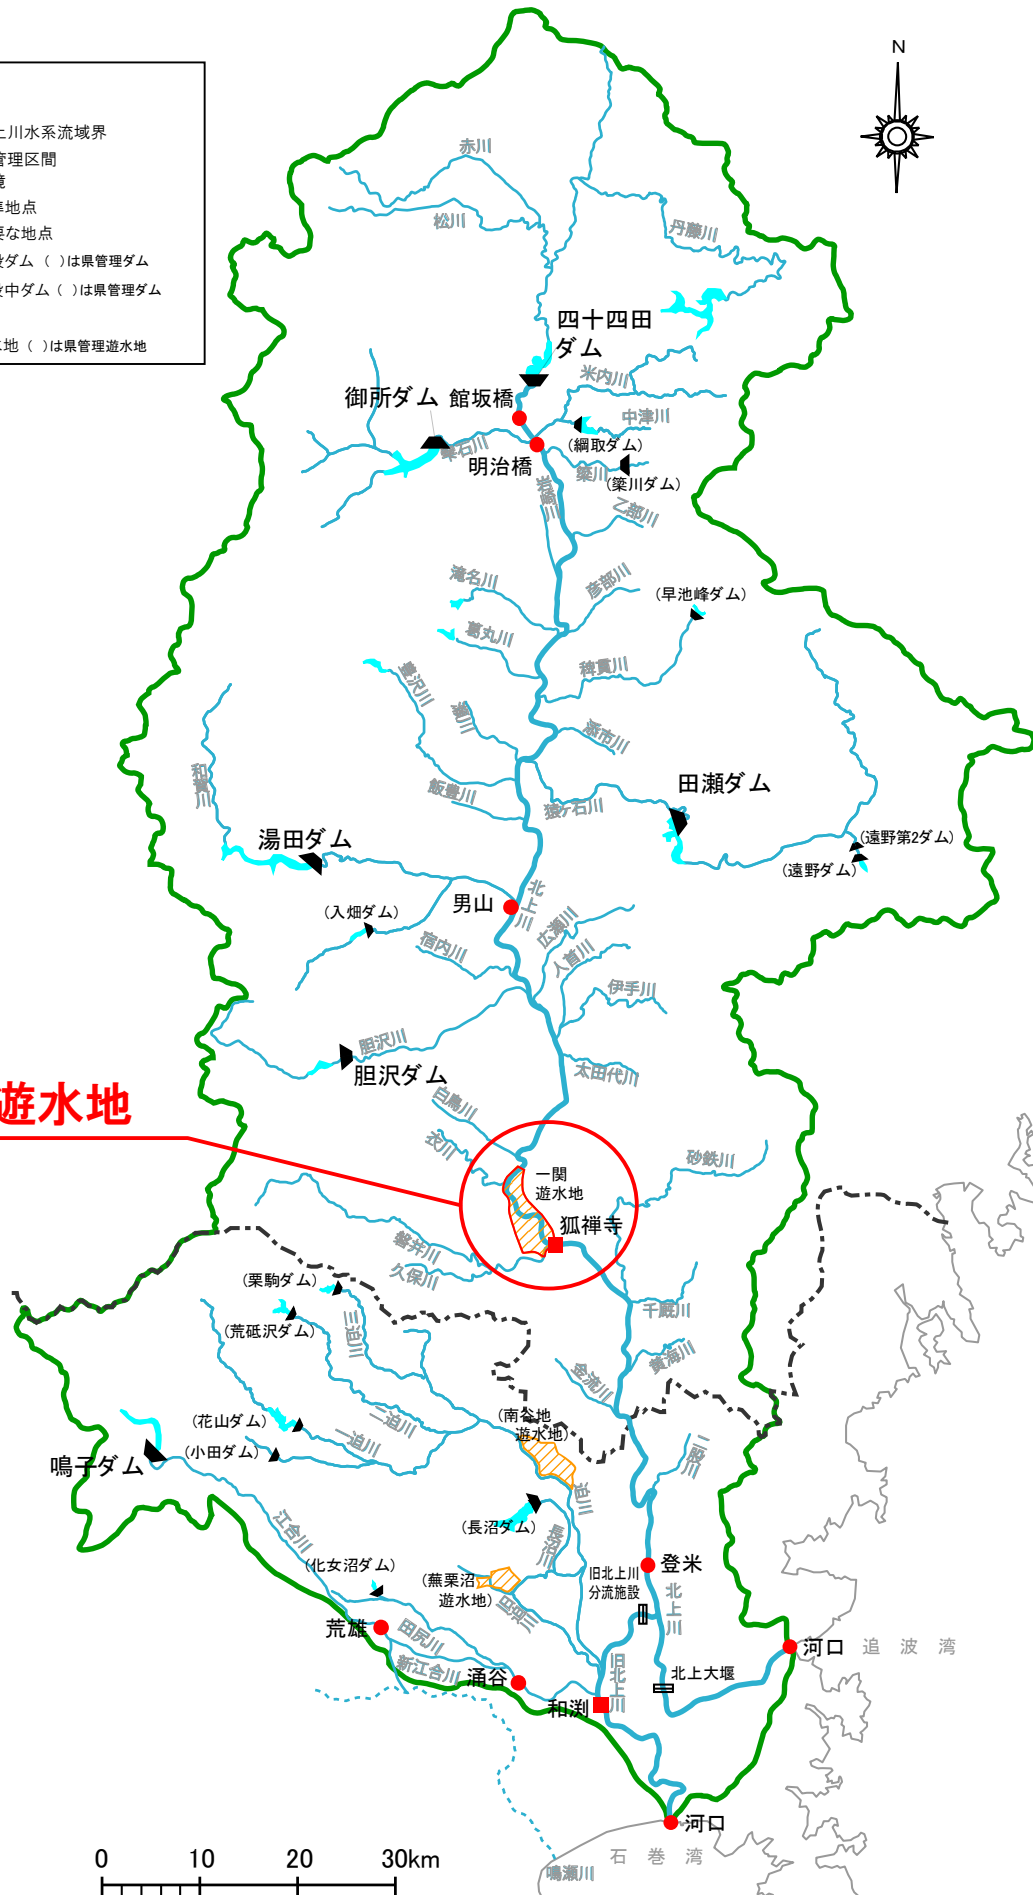 N
上川水系流域界
管理区間
境
準地点
要な地点
設ダム ( )は県管理ダム
設中ダム ( )は県管理ダム
水地 ( )は県管理遊水地
赤川
松川
丹藤川
四十四田
ダム
米内川
御所ダム
館坂橋
中津川
(綱取ダム)
雫石川
明治橋
簗川
(簗川ダム)
岩崎川
乙部川
滝名川
彦部川
(早池峰ダム)
葛丸川
稗貫川
豊沢川
瀬川
添市川
和賀川
飯豊川
猿ヶ石川
田瀬ダム
湯田ダム
(遠野第2ダム)
(遠野ダム)
男山
北上川
(入畑ダム)
広瀬川
宿内川
人首川
伊手川
胆沢川
胆沢ダム
太田代川
遊水地
白鳥川
衣川
砂鉄川
一関
遊水地
狐禅寺
磐井川
久保川
(栗駒ダム)
三迫川
千厩川
(荒砥沢ダム)
黄海川
金流川
(花山ダム)
二迫川
(南谷地
遊水地)
一迫川
(小田ダム)
二股川
鳴子ダム
迫川
江合川
(長沼ダム)
長沼川
(化女沼ダム)
(蕪栗沼
遊水地)
旧迫川
旧北上川
分流施設
登米
北上川
荒雄
田尻川
新江合川
涌谷
旧北上川
河口
追波湾
北上大堰
和渕
河口
石巻湾
鳴瀬川
0 10 20 30km